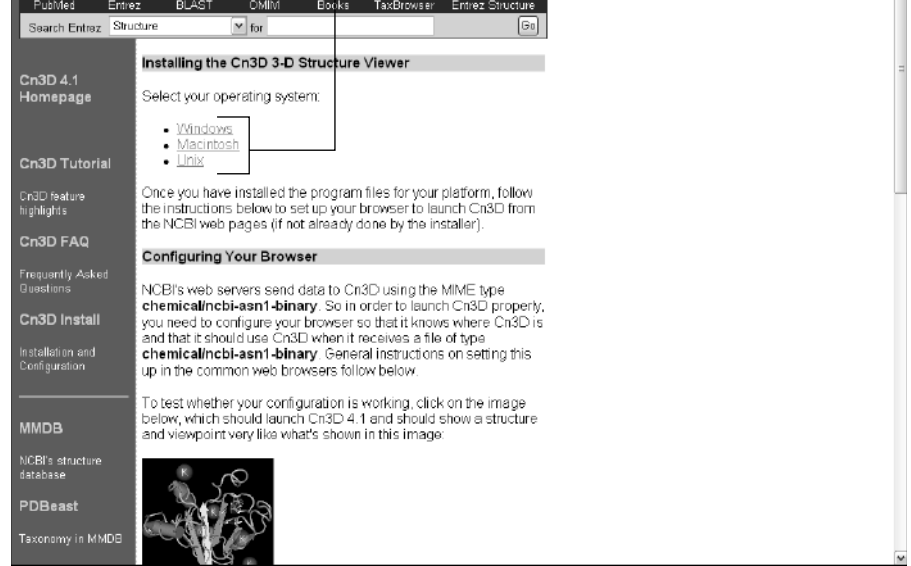 PubMed Entrez BLAST OMIM Books TaxBrowser Entrez Structure
Search Entrez Structure for Go
Cn3D 4.1
Homepage
Cn3D Tutorial
Cn3D feature
highlights
Cn3D FAQ
Frequently Asked
Questions
Cn3D Install
Installation and
Configuration
MMDB
NCBI's structure
database
PDBeast
Taxonomy in MMDB
Installing the Cn3D 3-D Structure Viewer
Select your operating system:
• Windows
• Macintosh
• Unix
Once you have installed the program files for your platform, follow
the instructions below to set up your browser to launch Cn3D from
the NCBI web pages (if not already done by the installer).
Configuring Your Browser
NCBI's web servers send data to Cn3D using the MIME type
chemical/ncbi-asn1-binary. So in order to launch Cn3D properly,
you need to configure your browser so that it knows where Cn3D is
and that it should use Cn3D when it receives a file of type
chemical/ncbi-asn1-binary. General instructions on setting this
up in the common web browsers follow below.
To test whether your configuration is working, click on the image
below, which should launch Cn3D 4.1 and should show a structure
and viewpoint very like what's shown in this image:
K
K
K
K